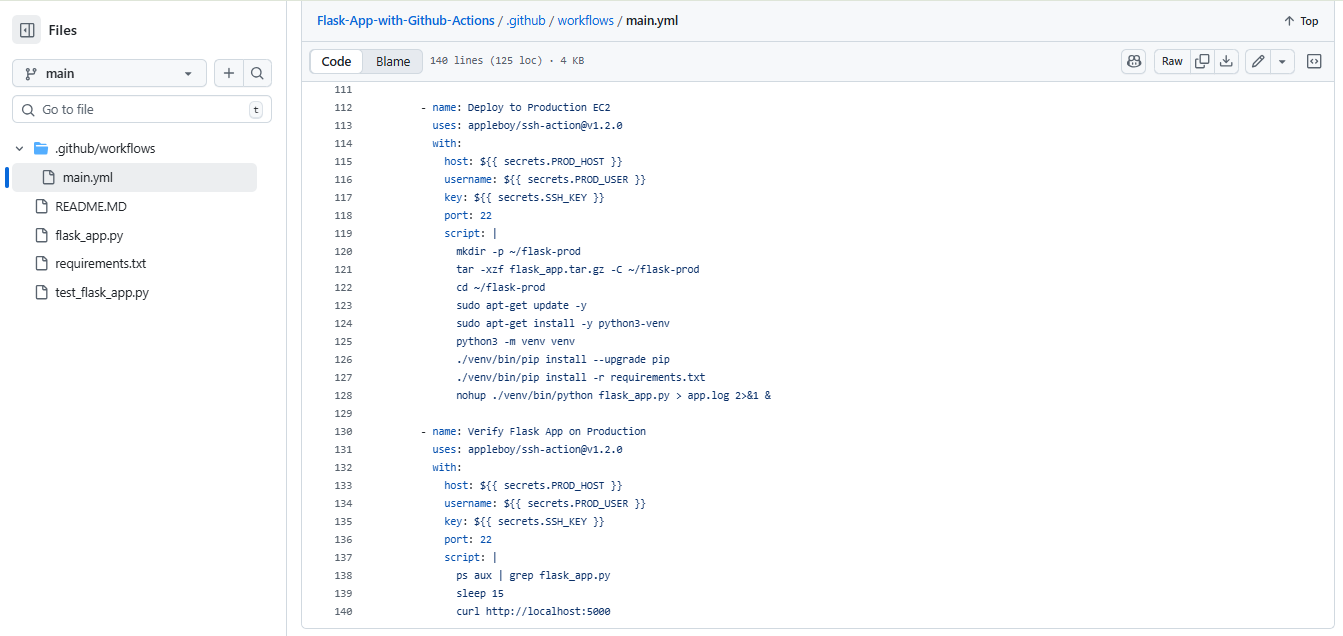 Files
main
Go to file
t
.github/workflows
main.yml
README.MD
flask_app.py
requirements.txt
test_flask_app.py
Flask-App-with-Github-Actions / .github / workflows / main.yml
Top
Code
Blame
140 lines (125 loc) · 4 KB
Raw
111
112 - name: Deploy to Production EC2
113 uses: appleboy/ssh-action@v1.2.0
114 with:
115 host: ${{ secrets.PROD_HOST }}
116 username: ${{ secrets.PROD_USER }}
117 key: ${{ secrets.SSH_KEY }}
118 port: 22
119 script: |
120 mkdir -p ~/flask-prod
121 tar -xzf flask_app.tar.gz -C ~/flask-prod
122 cd ~/flask-prod
123 sudo apt-get update -y
124 sudo apt-get install -y python3-venv
125 python3 -m venv venv
126 ./venv/bin/pip install --upgrade pip
127 ./venv/bin/pip install -r requirements.txt
128 nohup ./venv/bin/python flask_app.py > app.log 2>&1 &
129
130 - name: Verify Flask App on Production
131 uses: appleboy/ssh-action@v1.2.0
132 with:
133 host: ${{ secrets.PROD_HOST }}
134 username: ${{ secrets.PROD_USER }}
135 key: ${{ secrets.SSH_KEY }}
136 port: 22
137 script: |
138 ps aux | grep flask_app.py
139 sleep 15
140 curl http://localhost:5000